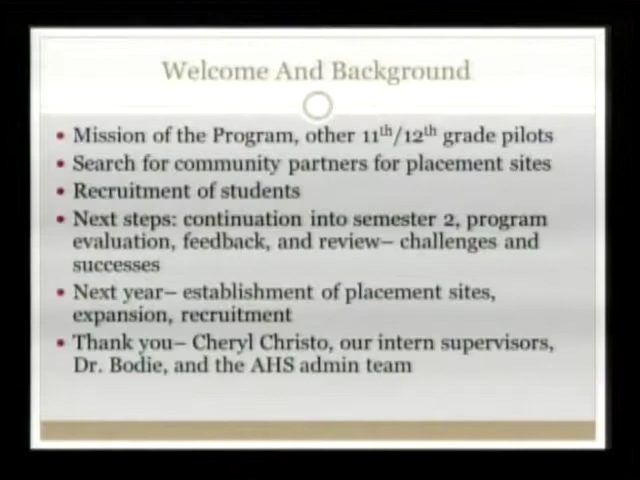 Welcome And Background
• Mission of the Program, other 11th/12th grade pilots
• Search for community partners for placement sites
• Recruitment of students
• Next steps: continuation into semester 2, program
evaluation, feedback, and review– challenges and
successes
• Next year– establishment of placement sites,
expansion, recruitment
• Thank you– Cheryl Christo, our intern supervisors,
Dr. Bodie, and the AHS admin team